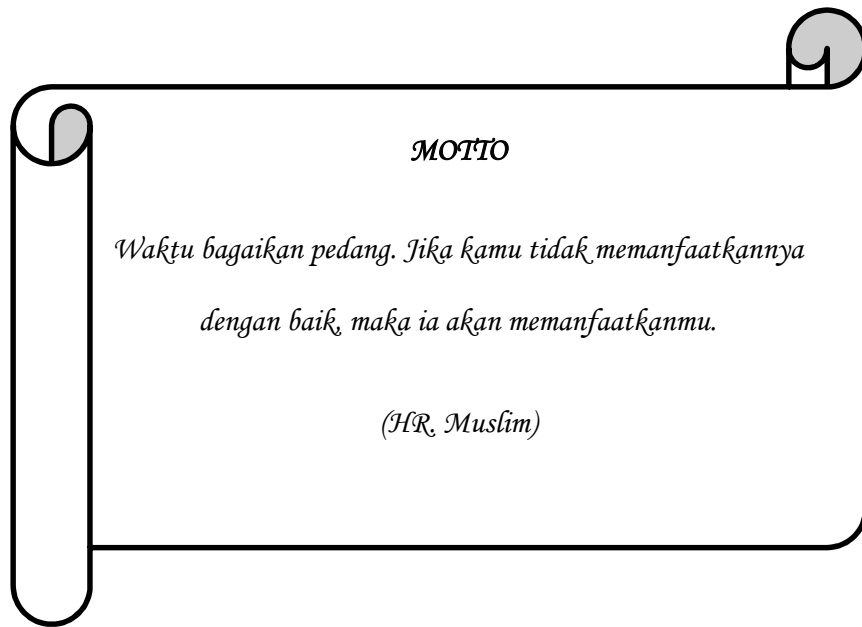 MOTTO
Waktu bagaikan pedang. Jika kamu tidak memanfaatkannya
dengan baik, maka ia akan memanfaatkanmu.
(HR. Muslim)